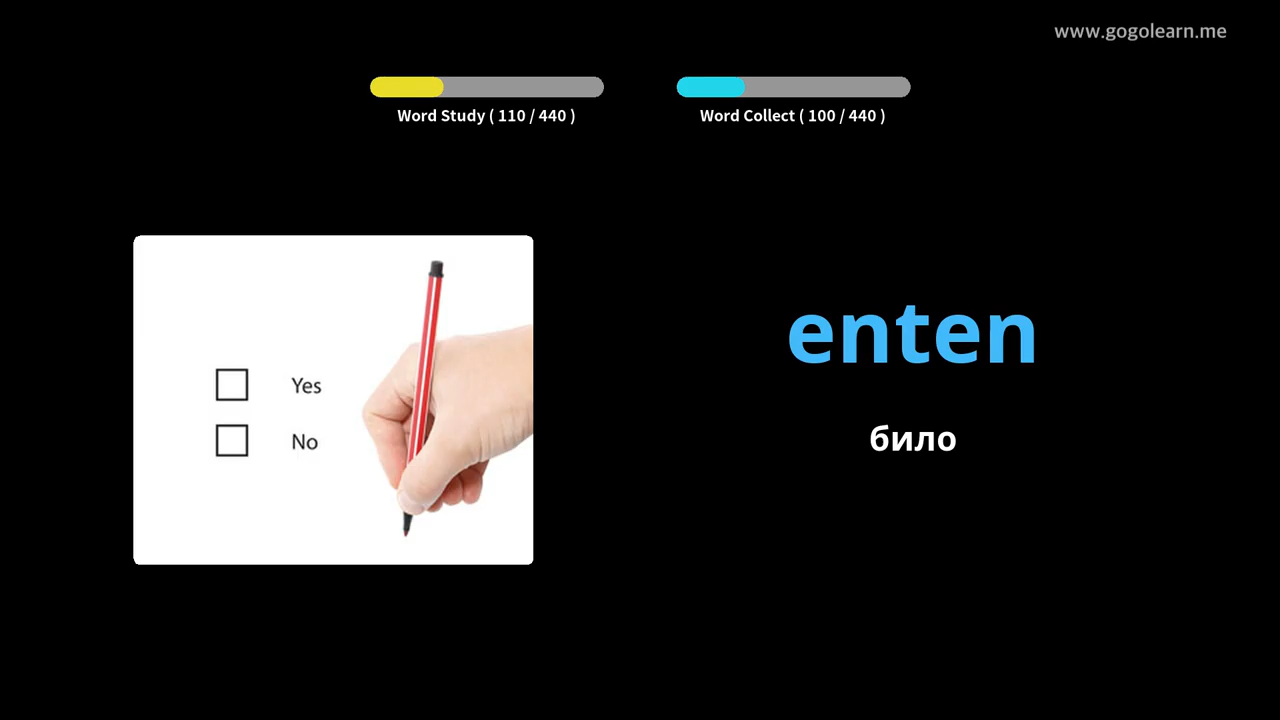 www.gogolearn.me
Word Study ( 110 / 440 )
Word Collect ( 100 / 440 )
Yes
No
enten
било